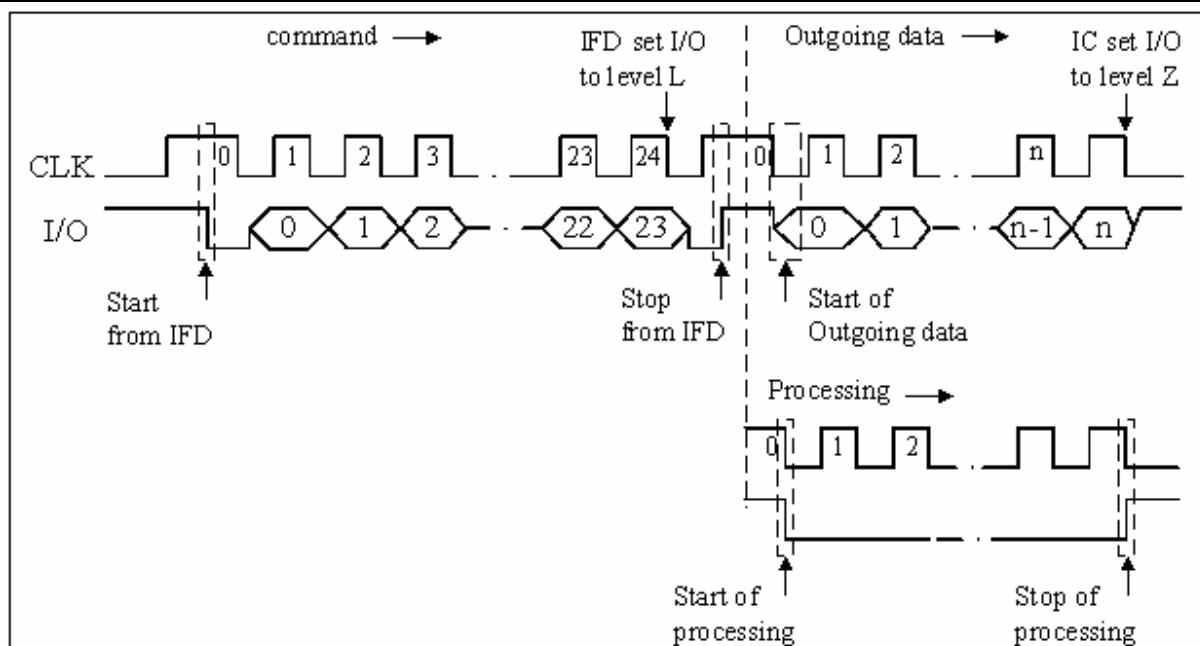 command
IFD set I/O
to level L
Outgoing data
IC set I/O
to level Z
CLK
0 1 2 3 23 24 0 1 2 n
I/O
0 1 2 22 23 0 1 n-1 n
Start
from IFD
Stop
from IFD
Start of
Outgoing data
Processing
0 1 2
Start of
processing
Stop of
processing